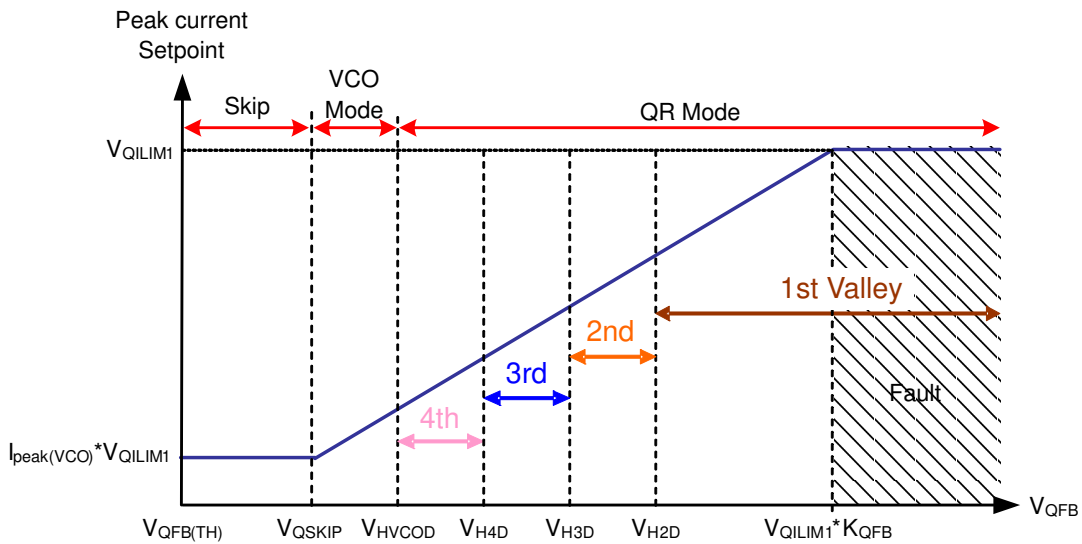 Peak current
Setpoint
Skip
VCO
Mode
QR Mode
VQILIM1
1st Valley
2nd
3rd
4th
Fault
Ipeak(VCO)*VQILIM1
VQFB(TH)
VQSKIP
VHVCOD
VH4D
VH3D
VH2D
VQILIM1*KQFB
VQFB